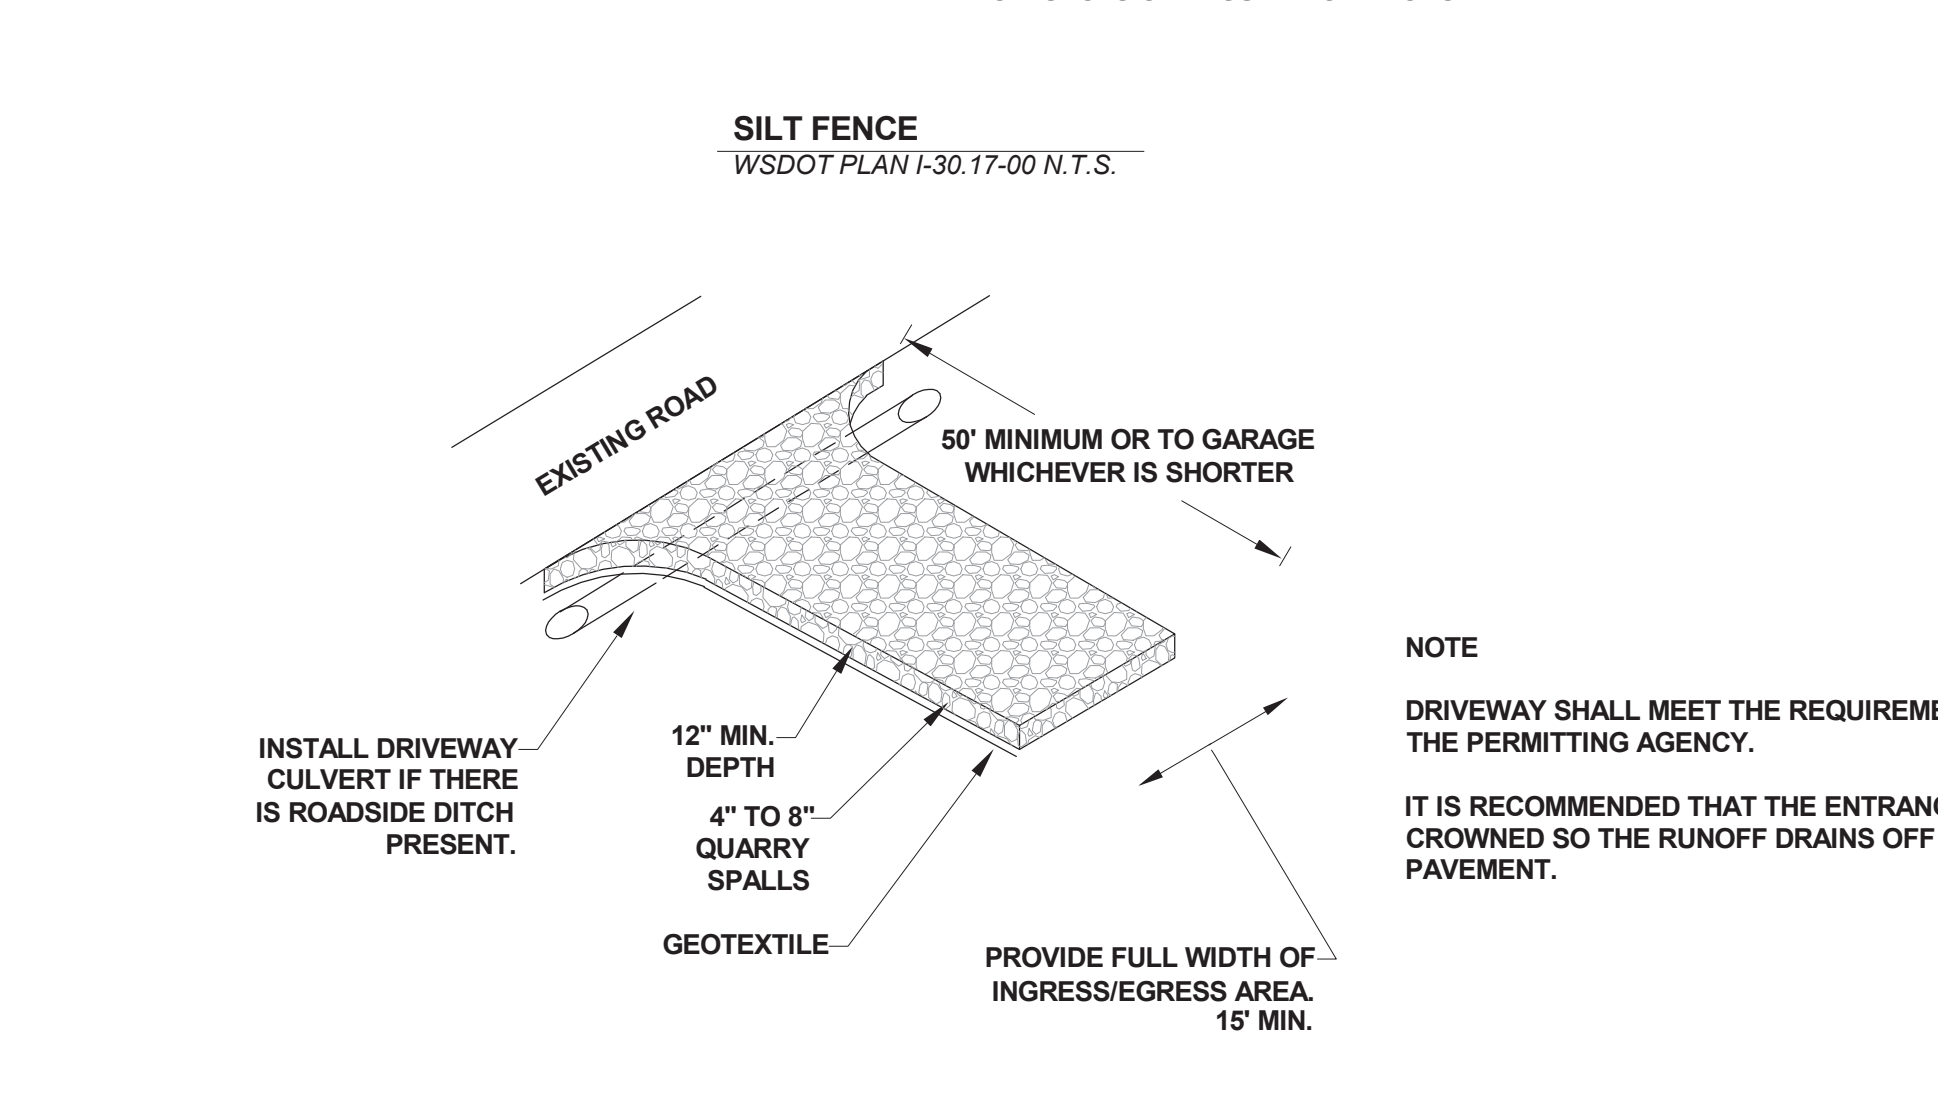 SILT FENCE
WSDOT PLAN I-30.17-00 N.T.S.
EXISTING ROAD
50' MINIMUM OR TO GARAGE
WHICHEVER IS SHORTER
INSTALL DRIVEWAY
CULVERT IF THERE
IS ROADSIDE DITCH
PRESENT.
12" MIN.
DEPTH
4" TO 8"
QUARRY
SPALLS
GEOTEXTILE
PROVIDE FULL WIDTH OF
INGRESS/EGRESS AREA.
15' MIN.
NOTE
DRIVEWAY SHALL MEET THE
THE PERMITTING AGENCY.
IT IS RECOMMENDED THAT THE
CROWNED SO THE RUNOFF DRAINS OFF
PAVEMENT.